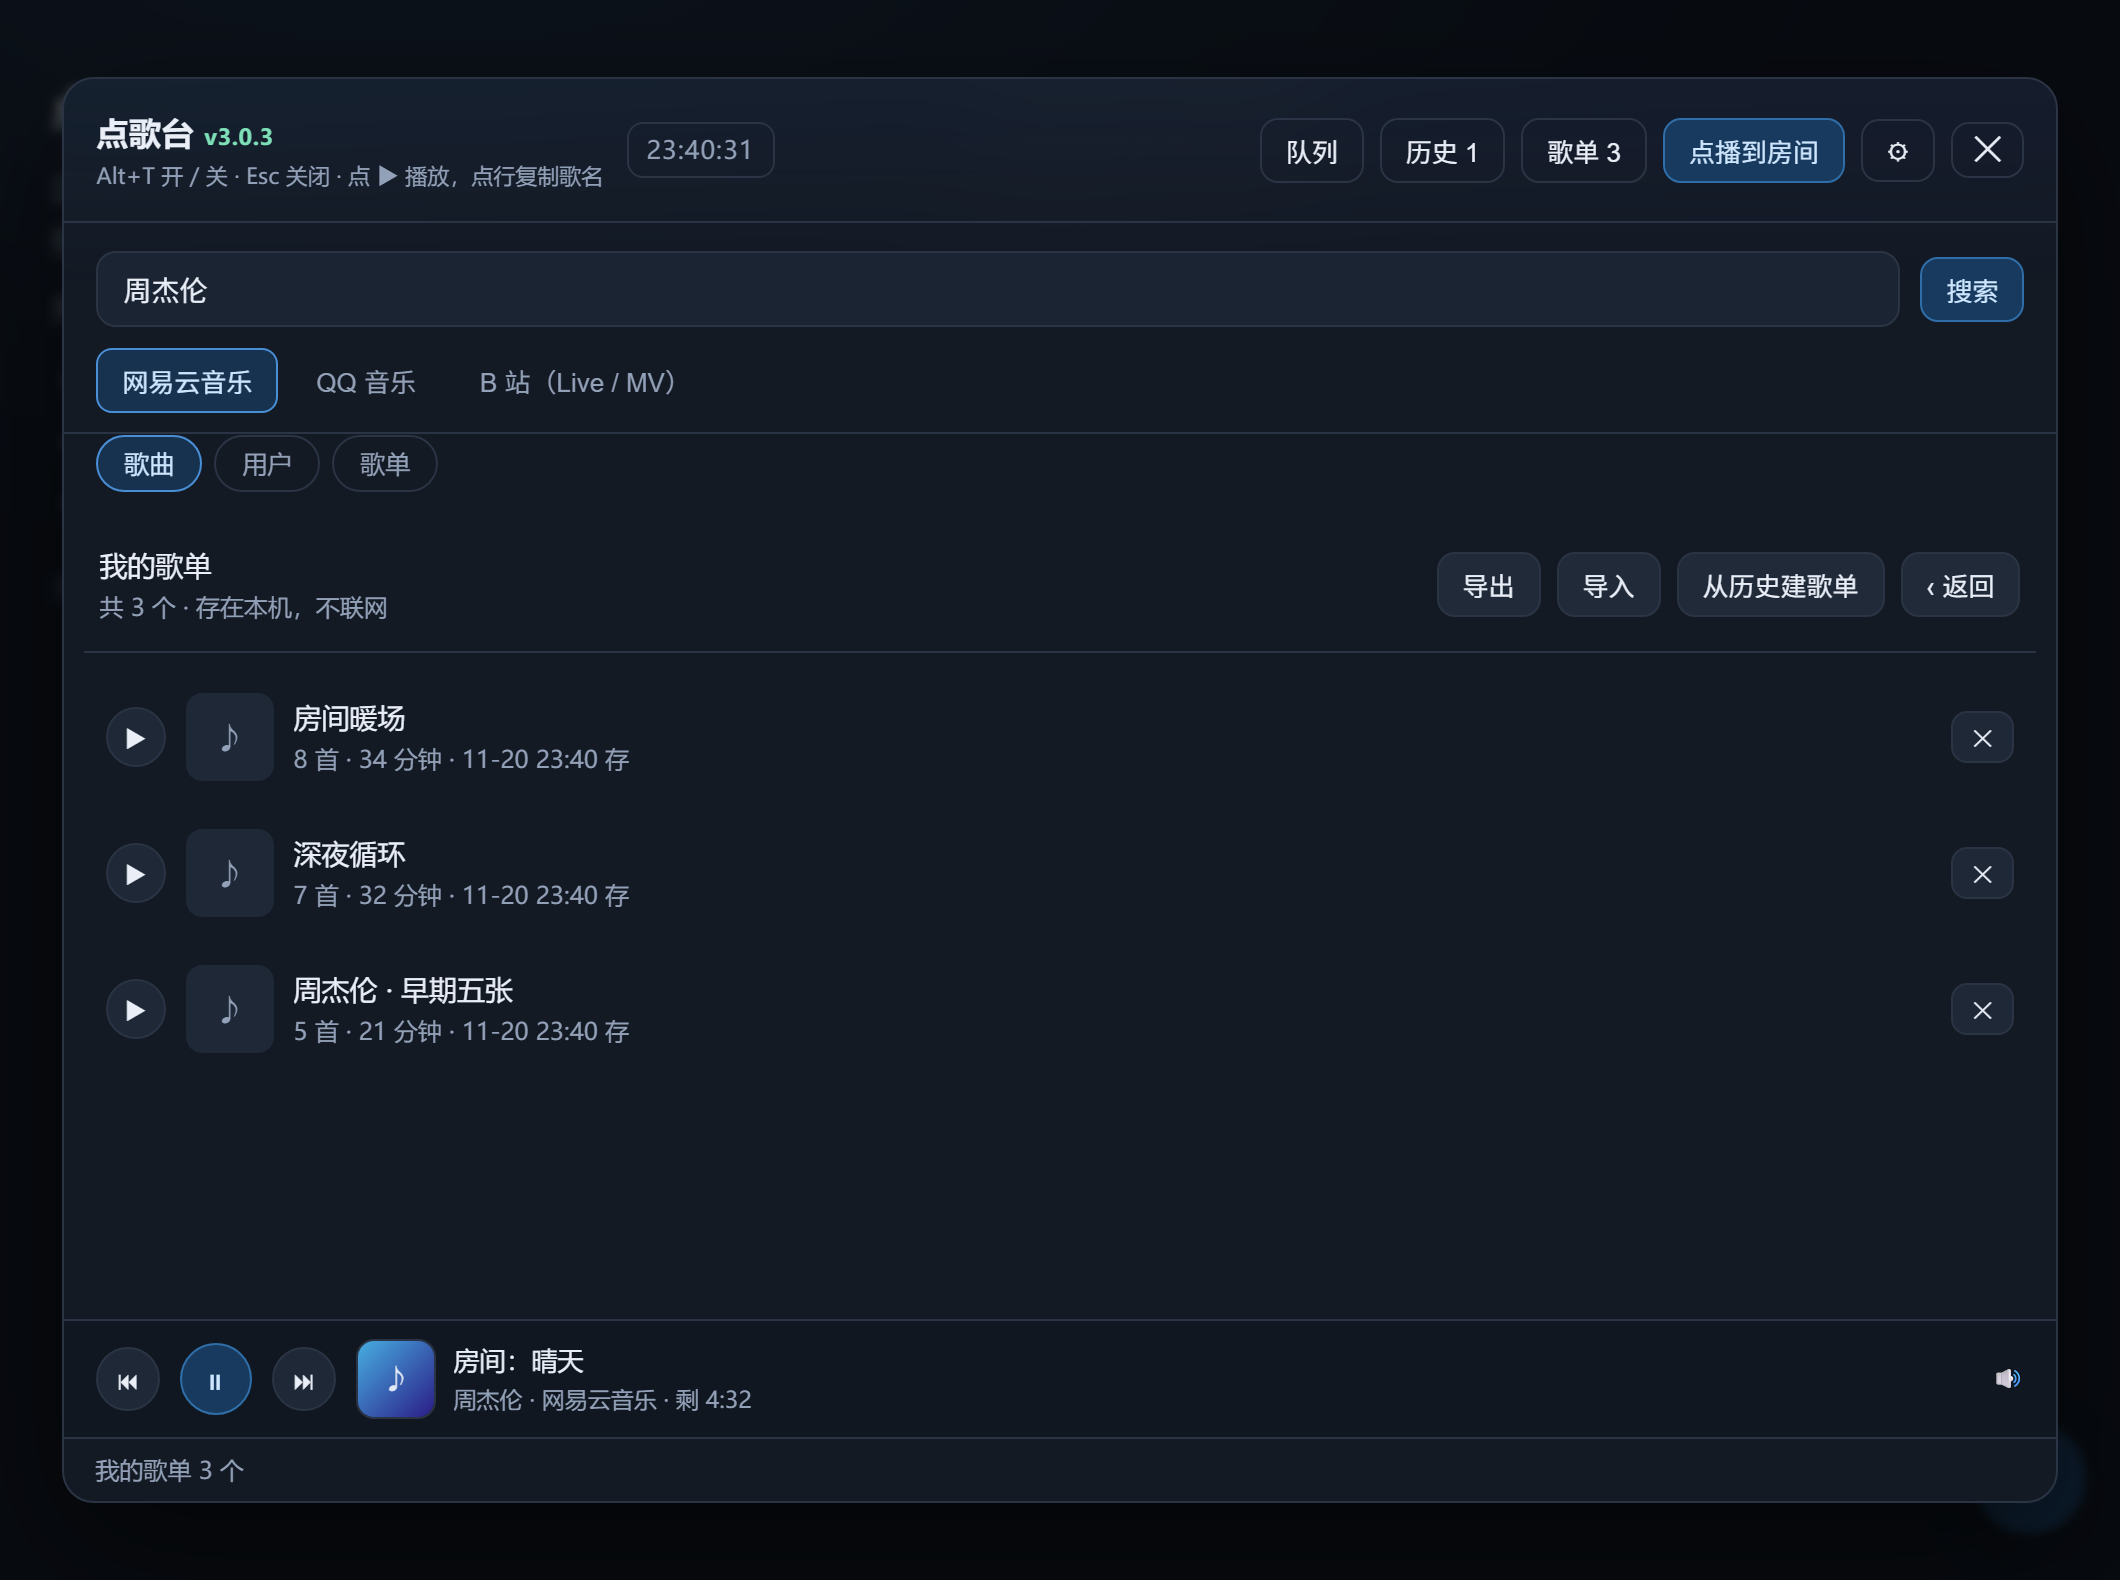 点歌台 v3.0.3
Alt+T 开 / 关 · Esc 关闭 · 点 ▶ 播放，点行复制歌名
23:40:31
队列
历史 1
歌单 3
点播到房间
周杰伦
搜索
网易云音乐
QQ 音乐
B 站（Live / MV）
歌曲
用户
歌单
我的歌单
共 3 个 · 存在本机，不联网
导出
导入
从历史建歌单
‹ 返回
房间暖场
8 首 · 34 分钟 · 11-20 23:40 存
深夜循环
7 首 · 32 分钟 · 11-20 23:40 存
周杰伦 · 早期五张
5 首 · 21 分钟 · 11-20 23:40 存
房间：晴天
周杰伦 · 网易云音乐 · 剩 4:32
我的歌单 3 个